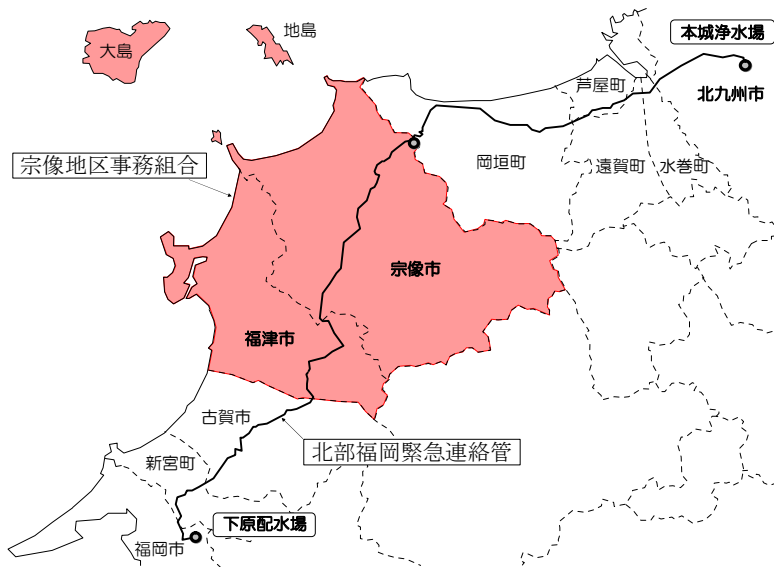 大島
地島
本城浄水場
芦屋町
北九州市
宗像地区事務組合
岡垣町
遠賀町
水巻町
宗像市
福津市
古賀市
北部福岡緊急連絡管
新宮町
下原配水場
福岡市